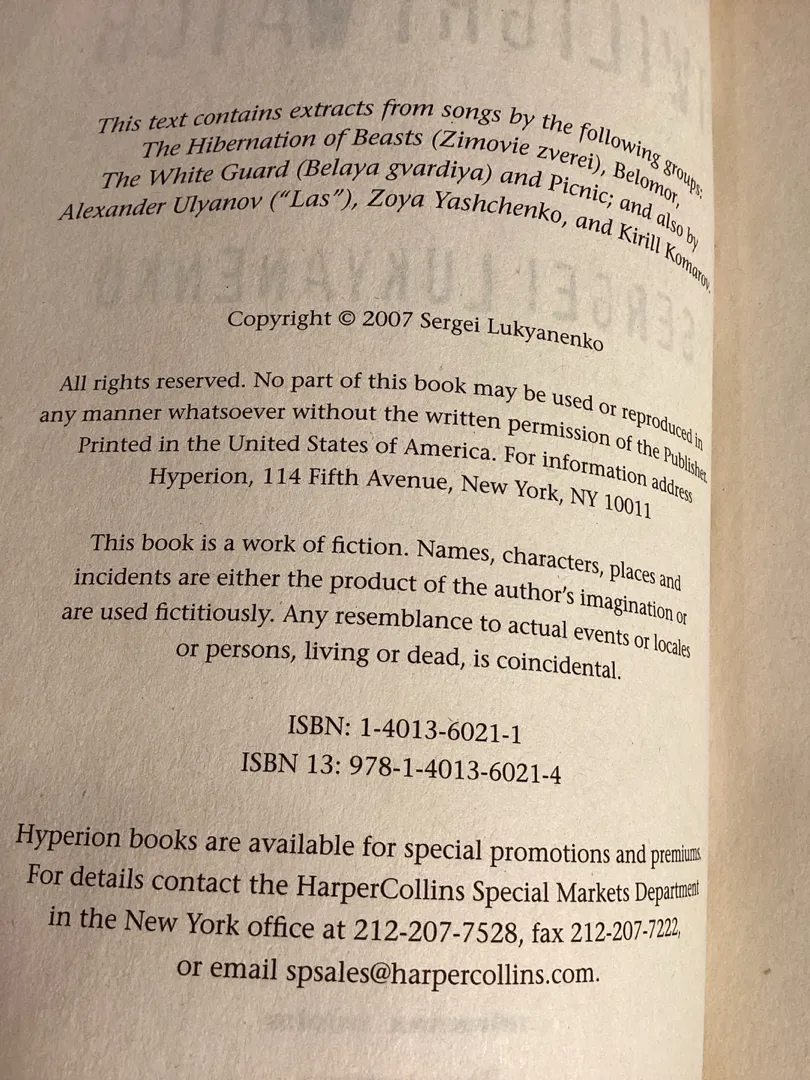 This text contains extracts from songs by the following groups:
The Hibernation of Beasts (Zimovie zverei), Belomor,
The White Guard (Belaya gvardiya) and Picnic; and also by
Alexander Ulyanov (“Las”), Zoya Yashchenko, and Kirill Komarov.
Copyright © 2007 Sergei Lukyanenko
All rights reserved. No part of this book may be used or reproduced in
any manner whatsoever without the written permission of the Publisher.
Printed in the United States of America. For information address
Hyperion, 114 Fifth Avenue, New York, NY 10011
This book is a work of fiction. Names, characters, places and
incidents are either the product of the author’s imagination or
are used fictitiously. Any resemblance to actual events or locales
or persons, living or dead, is coincidental.
ISBN: 1-4013-6021-1
ISBN 13: 978-1-4013-6021-4
Hyperion books are available for special promotions and premiums.
For details contact the HarperCollins Special Markets Department
in the New York office at 212-207-7528, fax 212-207-7222,
or email spsales@harpercollins.com.